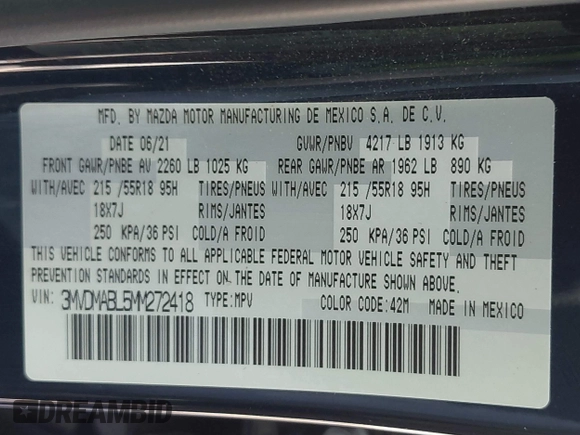 MFD. BY MAZDA MOTOR MANUFACTURING DE MEXICO S.A. DE C.V.
DATE 06/21 GVWR/PNBV 4217 LB 1913 KG
FRONT GAWR/PNBE AV 2260 LB 1025 KG REAR GAWR/PNBE AR 1962 LB 890 KG
WITH/AVEC 215 /55R18 95H TIRES/PNEUS WITH/AVEC 215 /55R18 95H TIRES/PNEUS
18X7J RIMS/JANTES 18X7J RIMS/JANTES
250 KPA/36 PSI COLD/A FROID 250 KPA/36 PSI COLD/A FROID
THIS VEHICLE CONFORMS TO ALL APPLICABLE FEDERAL MOTOR VEHICLE SAFETY AND THEFT
PREVENTION STANDARDS IN EFFECT ON THE DATE OF MANUFACTURE SHOWN ABOVE.
VIN: 3MVDMABL5MM272418 TYPE:MPV COLOR CODE:42M MADE IN MEXICO
DREAMBID